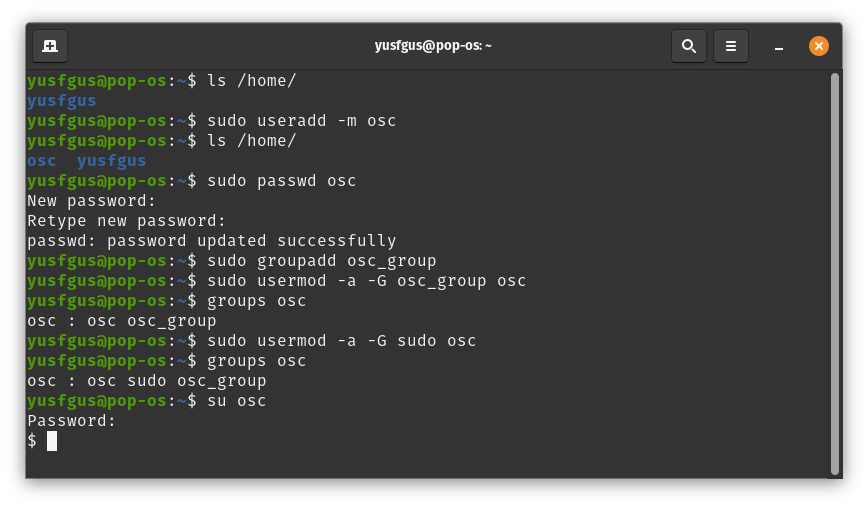 yusfgus@pop-os: ~
yusfgus@pop-os:~$ ls /home/
yusfgus
yusfgus@pop-os:~$ sudo useradd -m osc
yusfgus@pop-os:~$ ls /home/
osc  yusfgus
yusfgus@pop-os:~$ sudo passwd osc
New password:
Retype new password:
passwd: password updated successfully
yusfgus@pop-os:~$ sudo groupadd osc_group
yusfgus@pop-os:~$ sudo usermod -a -G osc_group osc
yusfgus@pop-os:~$ groups osc
osc : osc osc_group
yusfgus@pop-os:~$ sudo usermod -a -G sudo osc
yusfgus@pop-os:~$ groups osc
osc : osc sudo osc_group
yusfgus@pop-os:~$ su osc
Password:
$